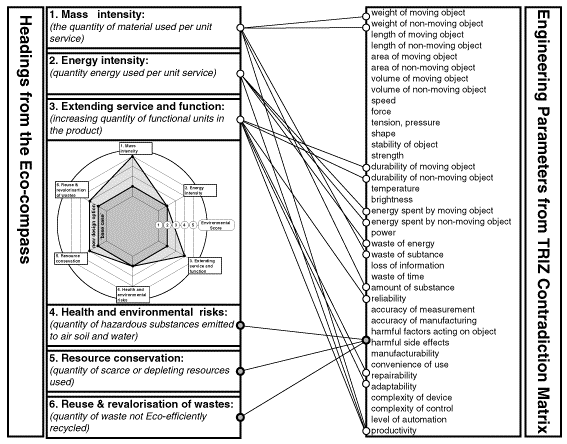 Headings from the Eco-compass
1. Mass intensity:
(the quantity of material used per unit
service)
2. Energy intensity:
(quantity energy used per unit service)
3. Extending service and function:
(increasing quantity of functional units in
the product)
1. Mass
intensity
6. Reuse &
revalorisation
of wastes
2. Energy
intensity
new design option
base case
1 2 3 4 5
Environmental
Score
5. Resource
conservation
3. Extending
service and
function
4. Health and
environmental
risks
4. Health and environmental risks:
(quantity of hazardous substances emitted
to air soil and water)
5. Resource conservation:
(quantity of scarce or depleting resources
used)
6. Reuse & revalorisation of wastes:
(quantity of waste not Eco-efficiently
recycled)
weight of moving object
weight of non-moving object
length of moving object
length of non-moving object
area of moving object
area of non-moving object
volume of moving object
volume of non-moving object
speed
force
tension, pressure
shape
stability of object
strength
durability of moving object
durability of non-moving object
temperature
brightness
energy spent by moving object
energy spent by non-moving object
power
waste of energy
waste of subtance
loss of information
waste of time
amount of substance
reliability
accuracy of measurement
accuracy of manufacturing
harmful factors acting on object
harmful side effects
manufacturability
convenience of use
repairability
adaptability
complexity of device
complexity of control
level of automation
productivity
Engineering Parameters from TRIZ Contradiction Matrix